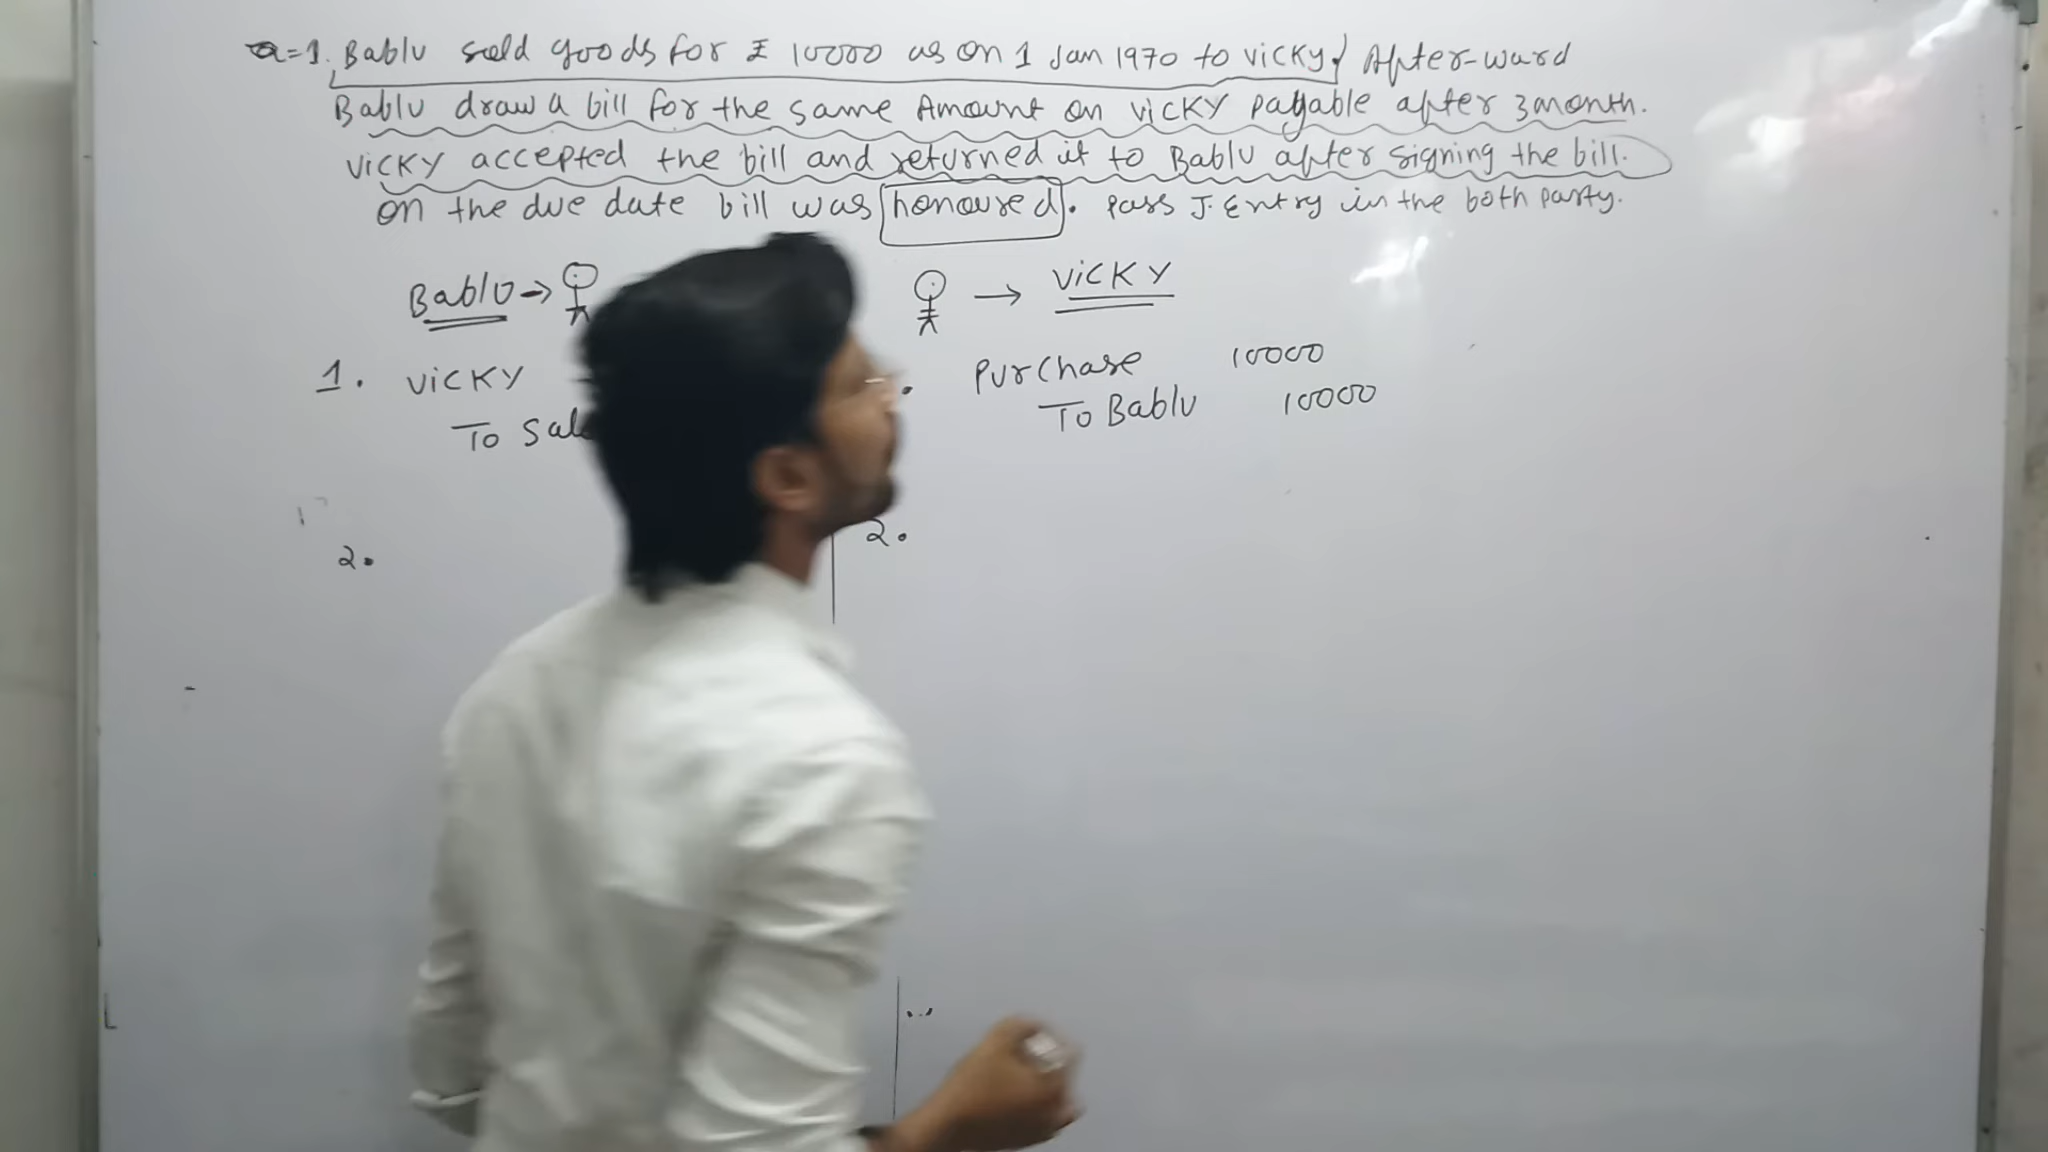 Q=1. Bablu sold goods for ₹ 10000 as on 1 Jan 1970 to vicky. After-ward
Bablu draw a bill for the same Amount on vicky payable after 3 month.
vicky accepted the bill and returned it to Bablu after signing the bill.
on the due date bill was honoured. Pass J. Entry in the both party.
Bablu →
→ vicky
1. vicky
To Sale
Purchase 10000
To Bablu 10000
2.
2.